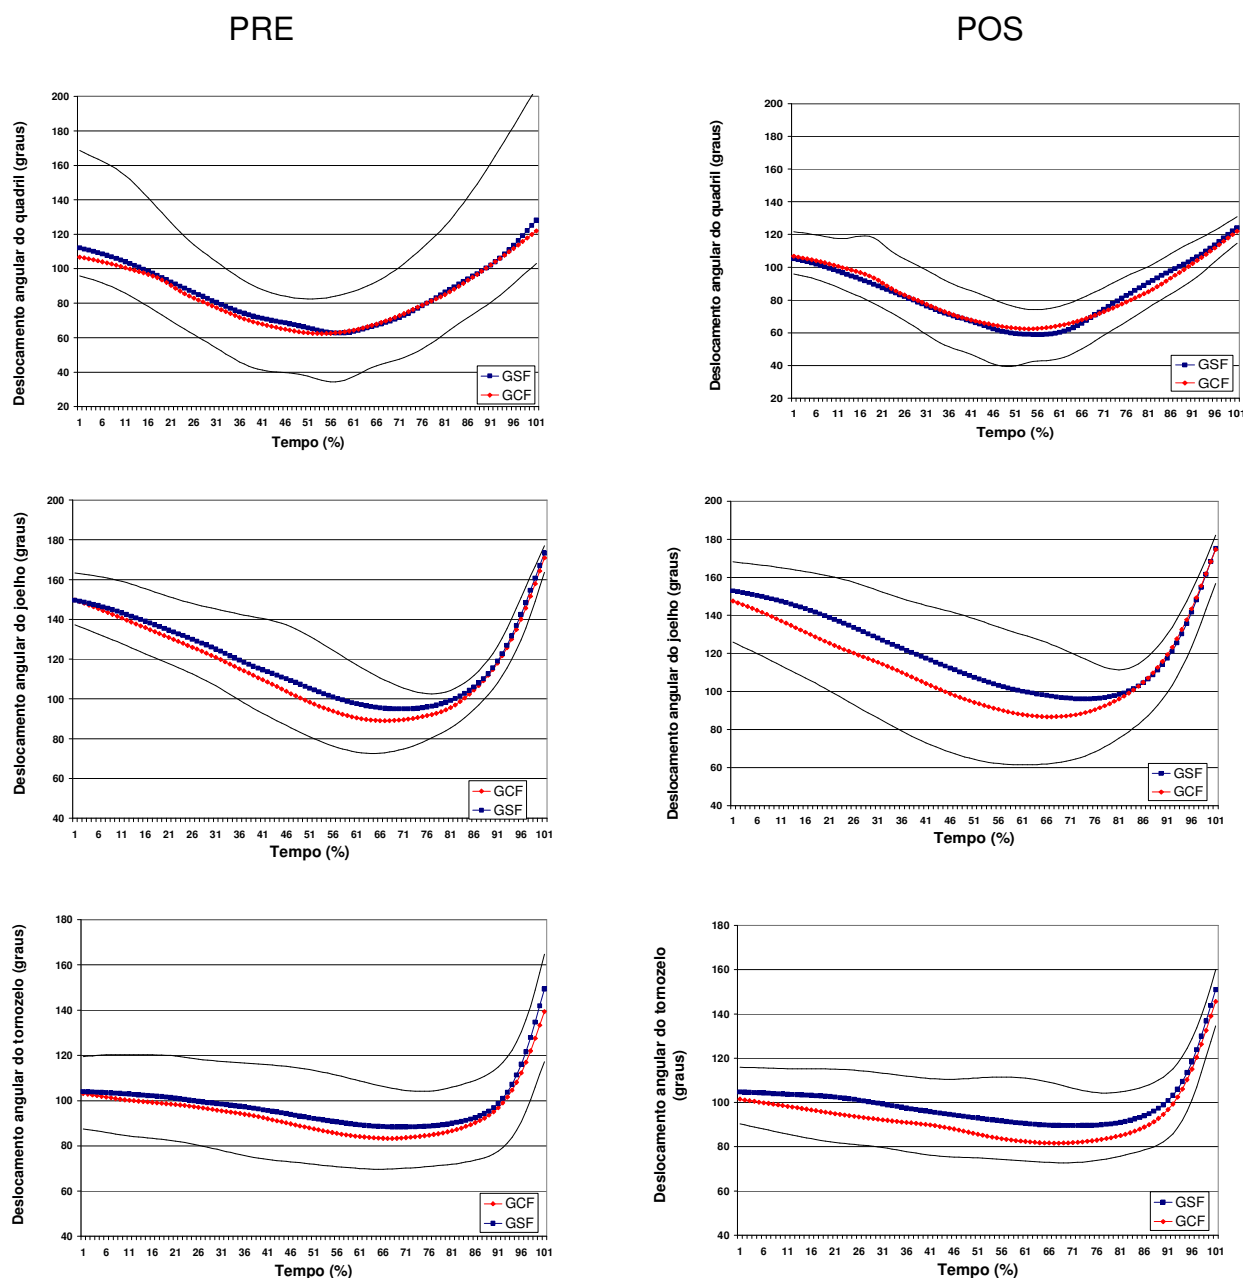 PRE
POS
Deslocamento angular do quadril (graus)
200
180
160
140
120
100
80
60
40
20
1 6 11 16 21 26 31 36 41 46 51 56 61 66 71 76 81 86 91 96 101
Tempo (%)
GSF
GCF
Deslocamento angular do quadril (graus)
200
180
160
140
120
100
80
60
40
20
1 6 11 16 21 26 31 36 41 46 51 56 61 66 71 76 81 86 91 96 101
Tempo (%)
GSF
GCF
Deslocamento angular do joelho (graus)
200
180
160
140
120
100
80
60
40
1 6 11 16 21 26 31 36 41 46 51 56 61 66 71 76 81 86 91 96 101
Tempo (%)
GCF
GSF
Deslocamento angular do joelho (graus)
200
180
160
140
120
100
80
60
40
1 6 11 16 21 26 31 36 41 46 51 56 61 66 71 76 81 86 91 96 101
Tempo (%)
GSF
GCF
Deslocamento angular do tornozelo (graus)
180
160
140
120
100
80
60
40
1 6 11 16 21 26 31 36 41 46 51 56 61 66 71 76 81 86 91 96 101
Tempo (%)
GCF
GSF
Deslocamento angular do tornozelo
(graus)
180
160
140
120
100
80
60
40
1 6 11 16 21 26 31 36 41 46 51 56 61 66 71 76 81 86 91 96 101
Tempo (%)
GSF
GCF